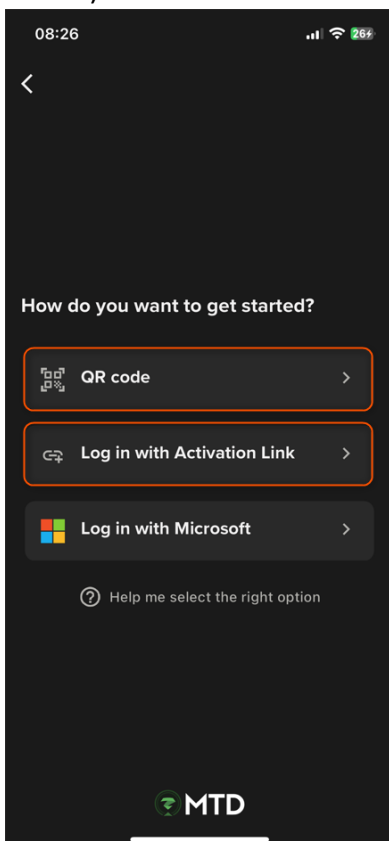 08:26
26
How do you want to get started?
QR code
Log in with Activation Link
Log in with Microsoft
Help me select the right option
MTD